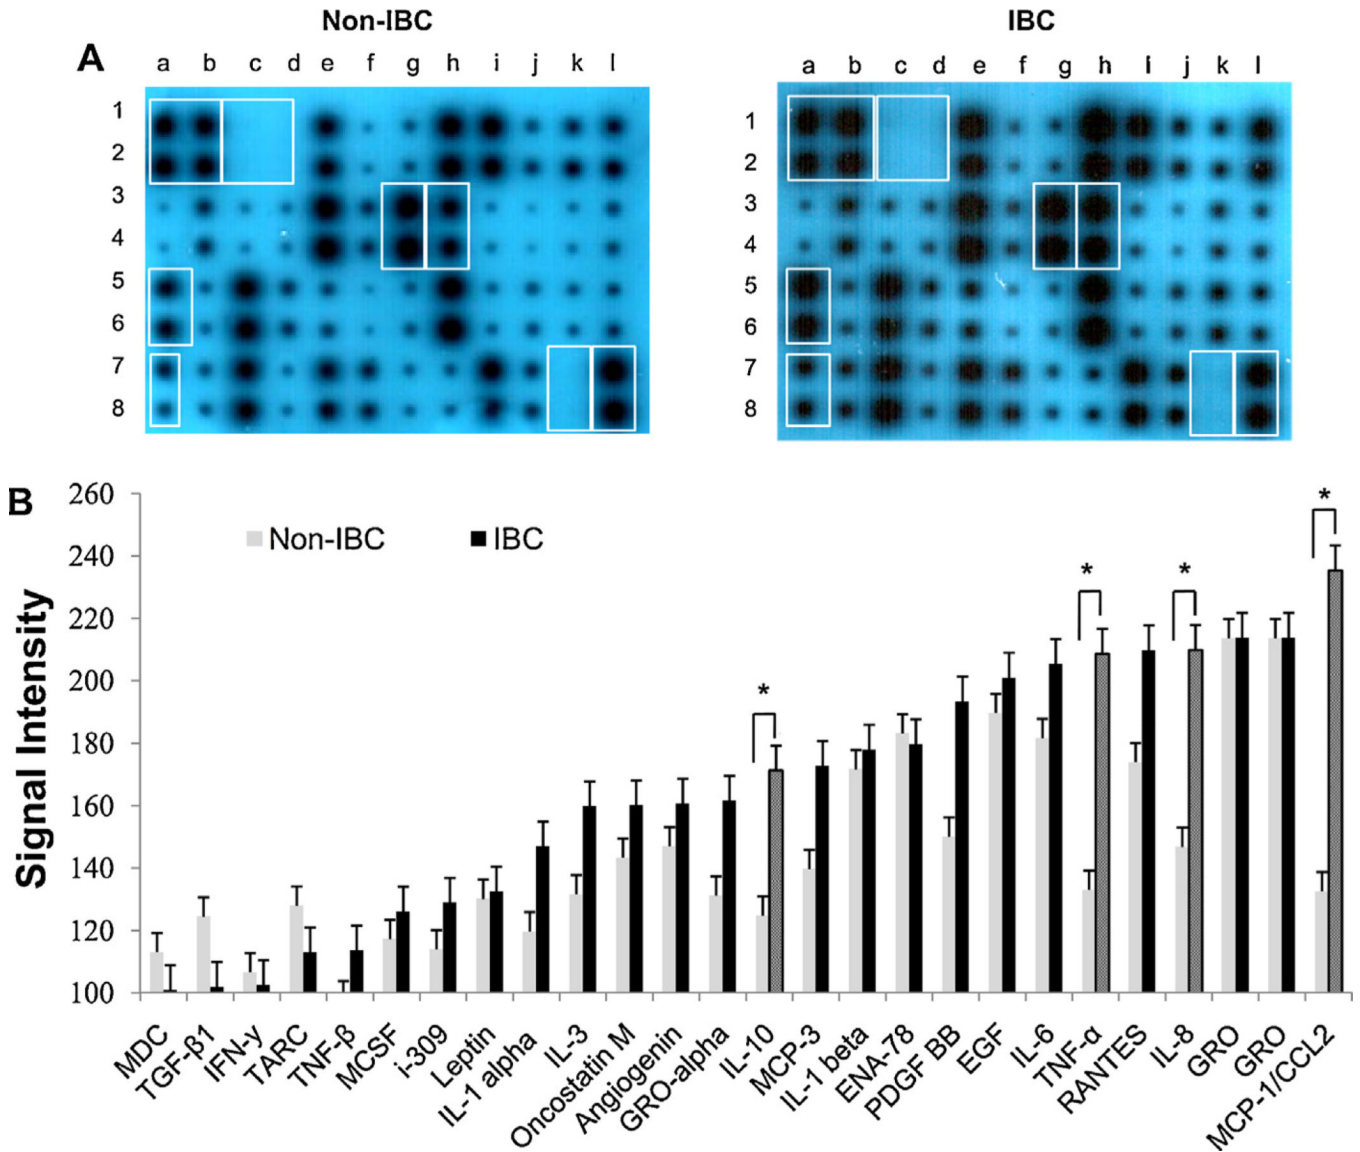 Non-IBC IBC
A
a b c d e f g h i j k l
a b c d e f g h i j k l
1 1
2 2
3 3
4 4
5 5
6 6
7 7
8 8
B
260
240
220
200
180
160
140
120
100
Signal Intensity
Non-IBC IBC
*
*
*
*
MDC
TGF-β1
IFN-y
TARC
TNF-β
MCSF
i-309
Leptin
IL-1 alpha
IL-3
Oncostatin M
Angiogenin
GRO-alpha
IL-10
MCP-3
IL-1 beta
ENA-78
PDGF BB
EGF
IL-6
TNF-α
RANTES
IL-8
GRO
GRO
MCP-1/CCL2